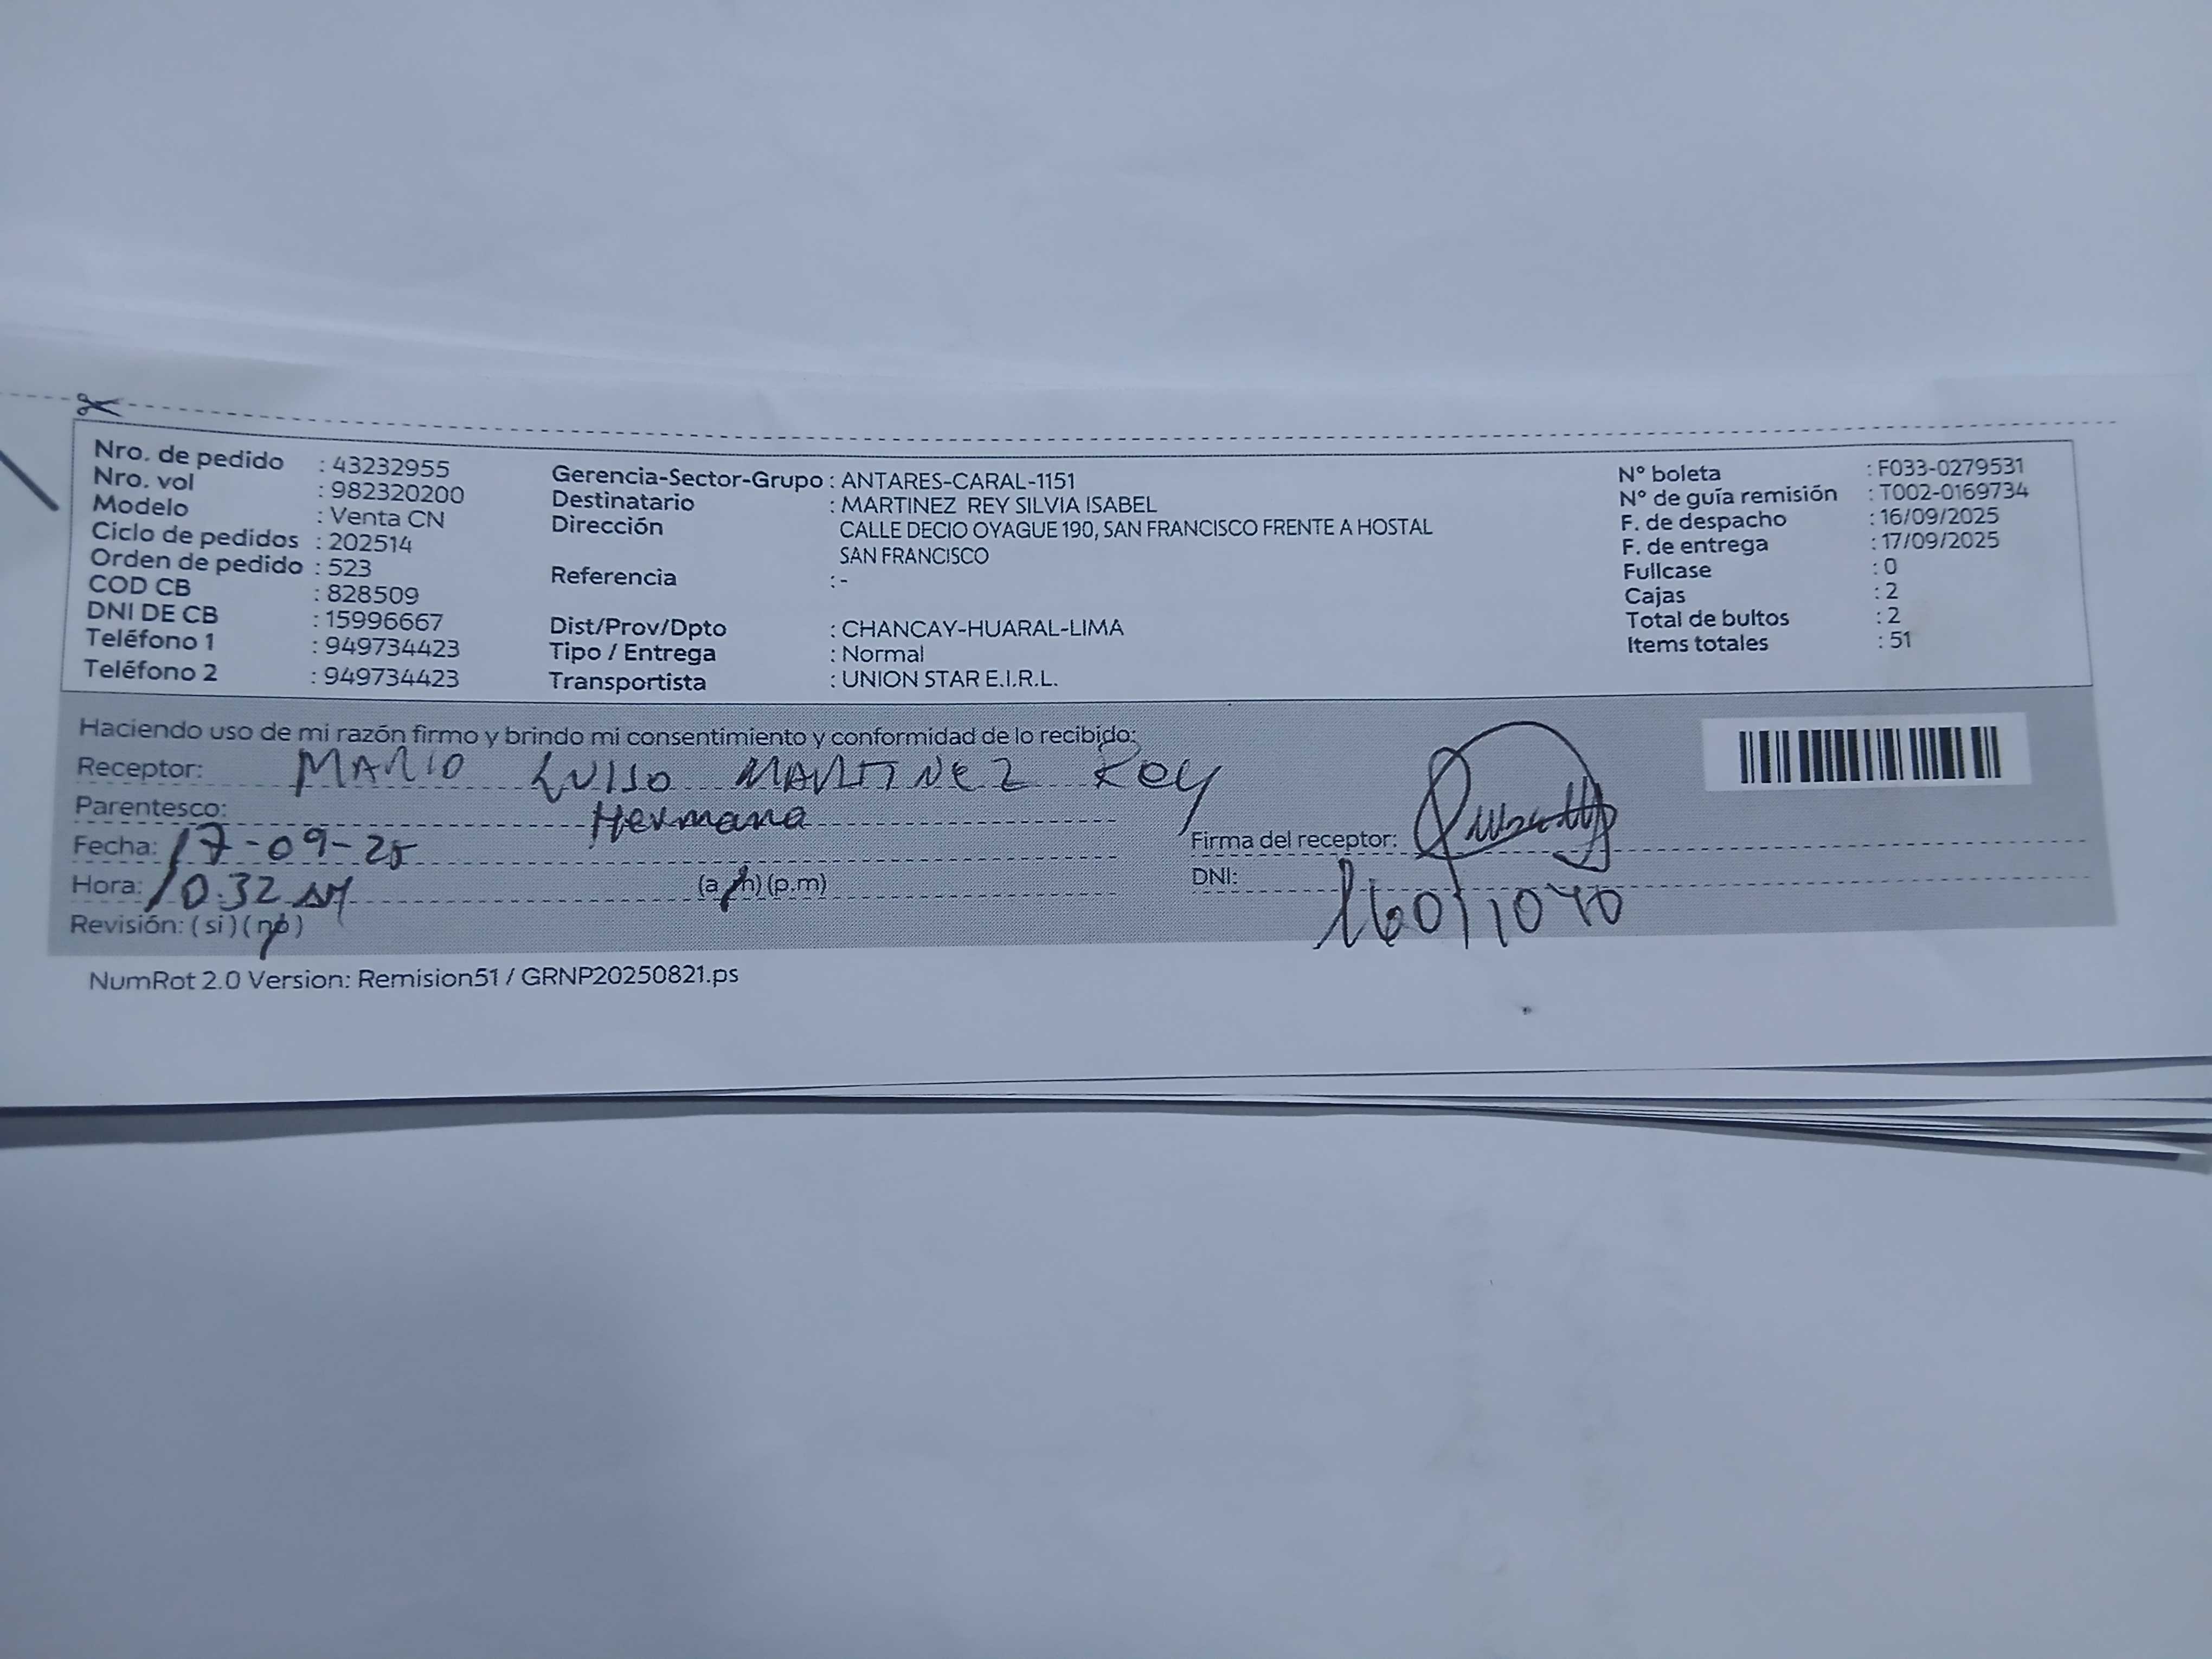 Nro. de pedido : 43232955
Nro. vol : 982320200
Modelo : Venta CN
Ciclo de pedidos : 202514
Orden de pedido : 523
COD CB : 828509
DNI DE CB : 15996667
Teléfono 1 : 949734423
Teléfono 2 : 949734423
Gerencia-Sector-Grupo : ANTARES-CARAL-1151
Destinatario : MARTINEZ REY SILVIA ISABEL
Dirección CALLE DECIO OYAGUE 190, SAN FRANCISCO FRENTE A HOSTAL
SAN FRANCISCO
Referencia :-
Dist/Prov/Dpto : CHANCAY-HUARAL-LIMA
Tipo / Entrega : Normal
Transportista : UNION STAR E.I.R.L.
N° boleta : F033-0279531
N° de guía remisión : T002-0169734
F. de despacho : 16/09/2025
F. de entrega : 17/09/2025
Fullcase : 0
Cajas : 2
Total de bultos : 2
Items totales : 51
Haciendo uso de mi razón firmo y brindo mi consentimiento y conformidad de lo recibido:
Receptor: MARIO MARTINEZ Rey
Parentesco: Hermana
Fecha: 17-09-25
Hora: 10.32 AM (a.m) (p.m)
Revisión: (si) (no)
Firma del receptor:
DNI:
NumRot 2.0 Version: Remision51 / GRNP20250821.ps